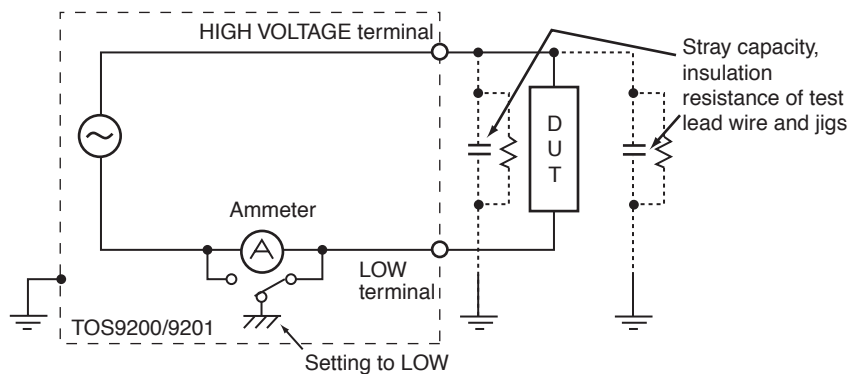 HIGH VOLTAGE terminal
Stray capacity,
insulation
resistance of test
lead wire and jigs
D
U
T
Ammeter
A
LOW
terminal
TOS9200/9201
Setting to LOW